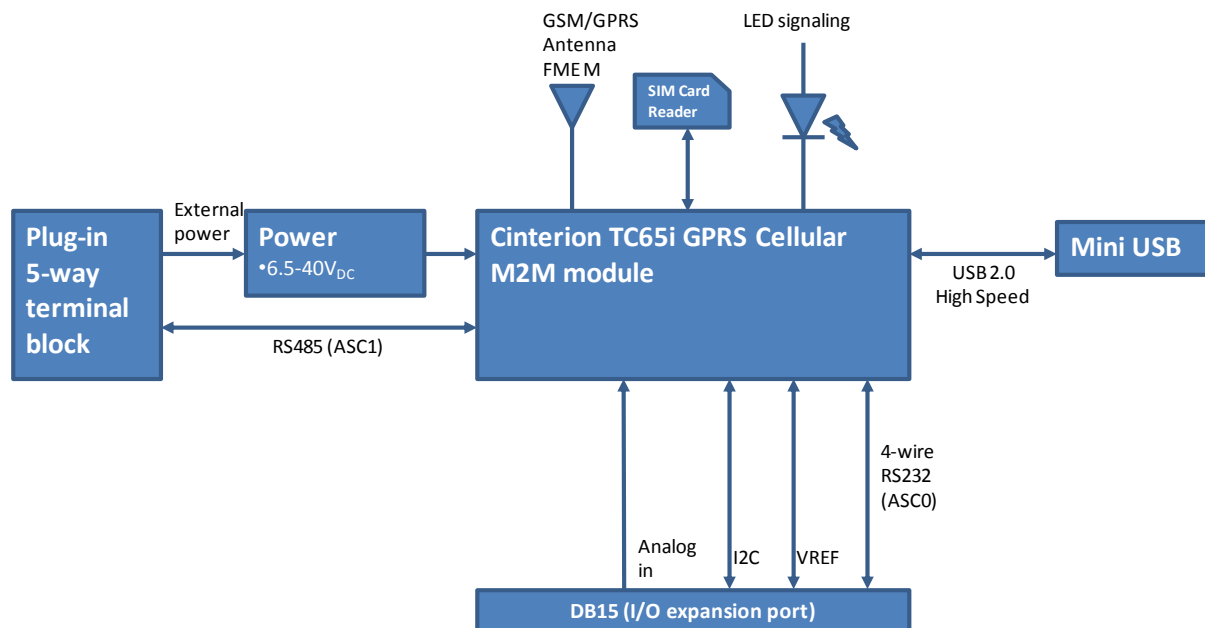 GSM/GPRS
Antenna
FME M
LED signaling
SIM Card
Reader
External
power
Plug-in
5-way
terminal
block
Power
•6.5-40VDC
Cinterion TC65i GPRS Cellular
M2M module
Mini USB
USB 2.0
High Speed
RS485 (ASC1)
4-wire
RS232
(ASC0)
Analog
in
I2C
VREF
DB15 (I/O expansion port)